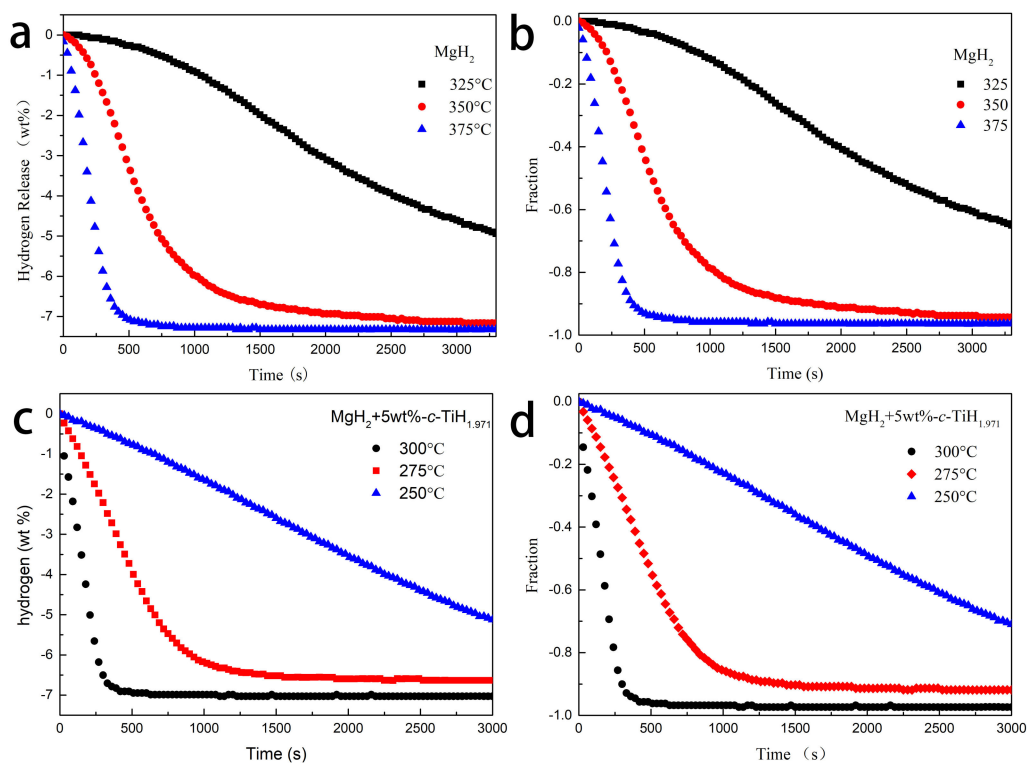 a
0
-1
-2
-3
-4
-5
-6
-7
Hydrogen Release （wt%）
MgH2
325°C
350°C
375°C
0
500
1000
1500
2000
2500
3000
Time （s）
b
0.0
-0.2
-0.4
-0.6
-0.8
-1.0
Fraction
MgH2
325
350
375
0
500
1000
1500
2000
2500
3000
Time (s)
c
0
-1
-2
-3
-4
-5
-6
-7
hydrogen (wt %)
MgH2+5wt%-c-TiH1.971
300°C
275°C
250°C
0
500
1000
1500
2000
2500
3000
Time (s)
d
0.0
-0.2
-0.4
-0.6
-0.8
-1.0
Fraction
MgH2+5wt%-c-TiH1.971
300°C
275°C
250°C
0
500
1000
1500
2000
2500
3000
Time （s）